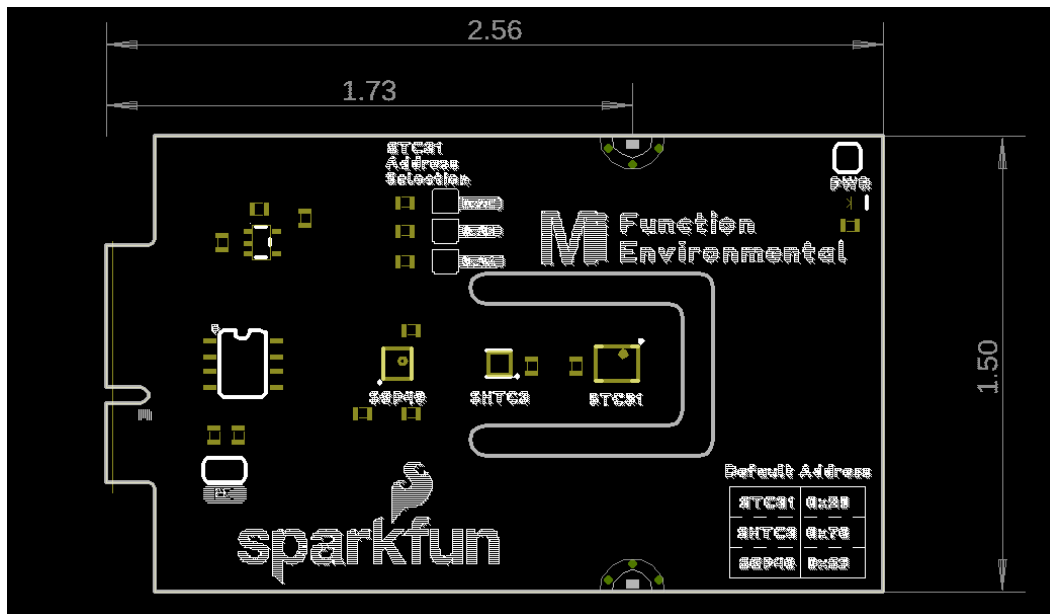 2.56
1.73
STC31
Address
Selection
PWR
M Function
Environmental
1.50
SGP40
SHTC3
STC31
Default Address
STC31 0x29
SHTC3 0x70
SGP40 0x59
sparkfun